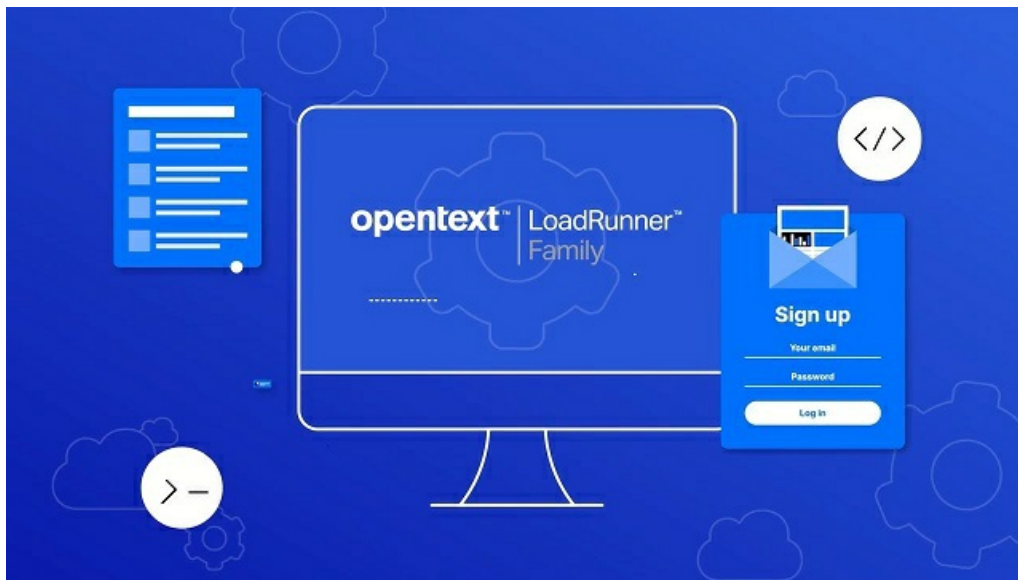 opentext™ | LoadRunner™
Family
</>
Sign up
Your email
Password
Log in
>_